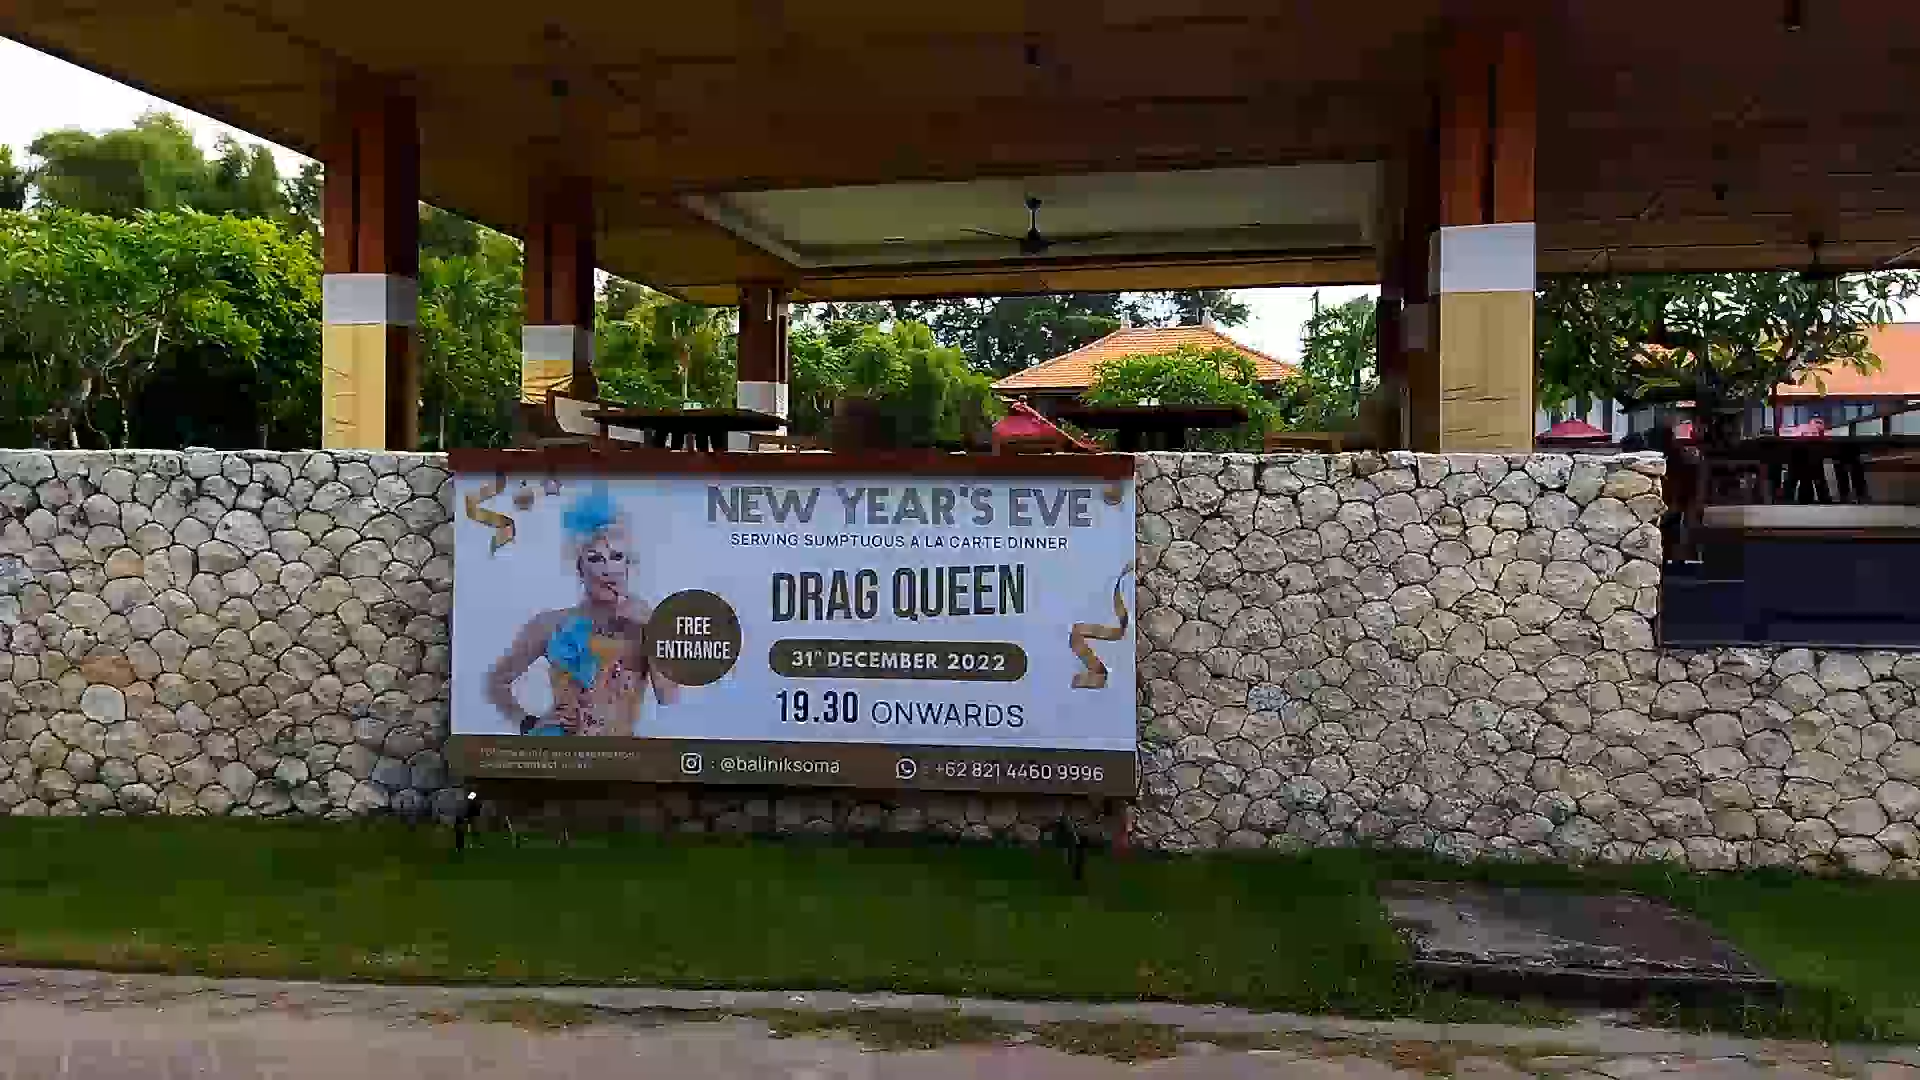 NEW YEAR'S EVE
SERVING SUMPTUOUS A LA CARTE DINNER
DRAG QUEEN
FREE
ENTRANCE
31st DECEMBER 2022
19.30 ONWARDS
: @baliniksoma
: +62 821 4460 9996